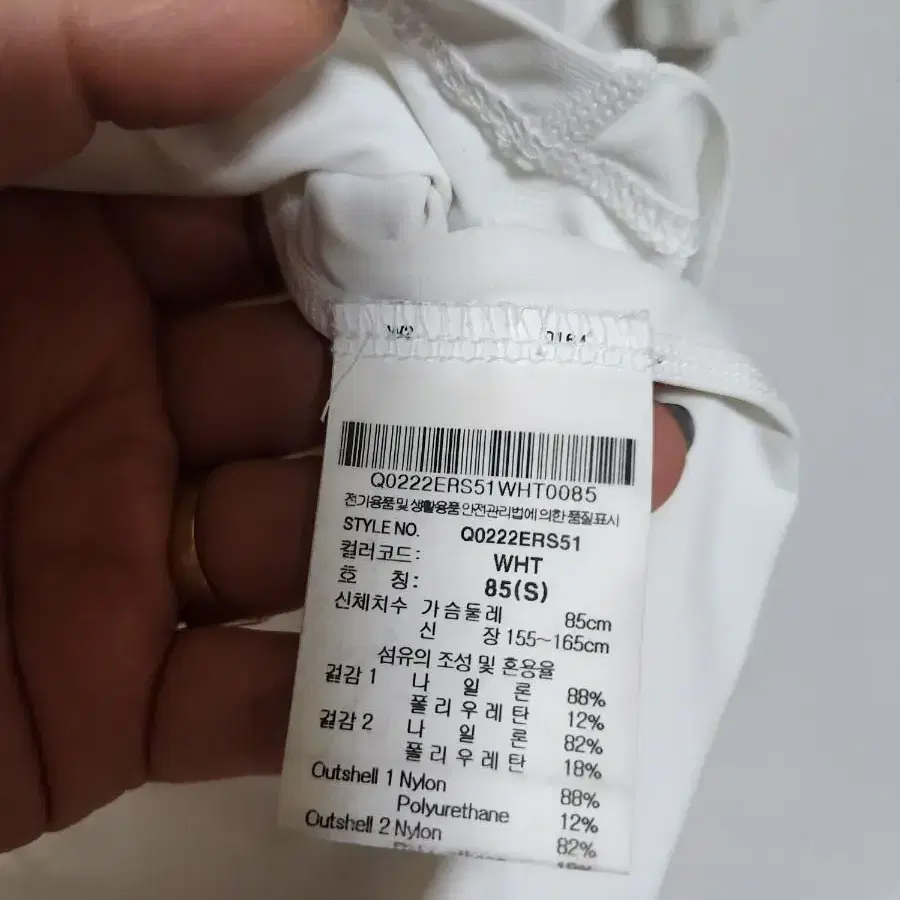 Q0222ERS51WHT0085
전기용품 및 생활용품 안전관리법에 의한 품질표시
STYLE NO. Q0222ERS51
컬러코드: WHT
호 칭: 85(S)
신체치수 가슴둘레 85cm
신 장 155~165cm
섬유의 조성 및 혼용율
겉감 1 나 일 론 88%
폴리우레탄 12%
겉감 2 나 일 론 82%
폴리우레탄 18%
Outshell 1 Nylon 88%
Polyurethane 12%
Outshell 2 Nylon 82%